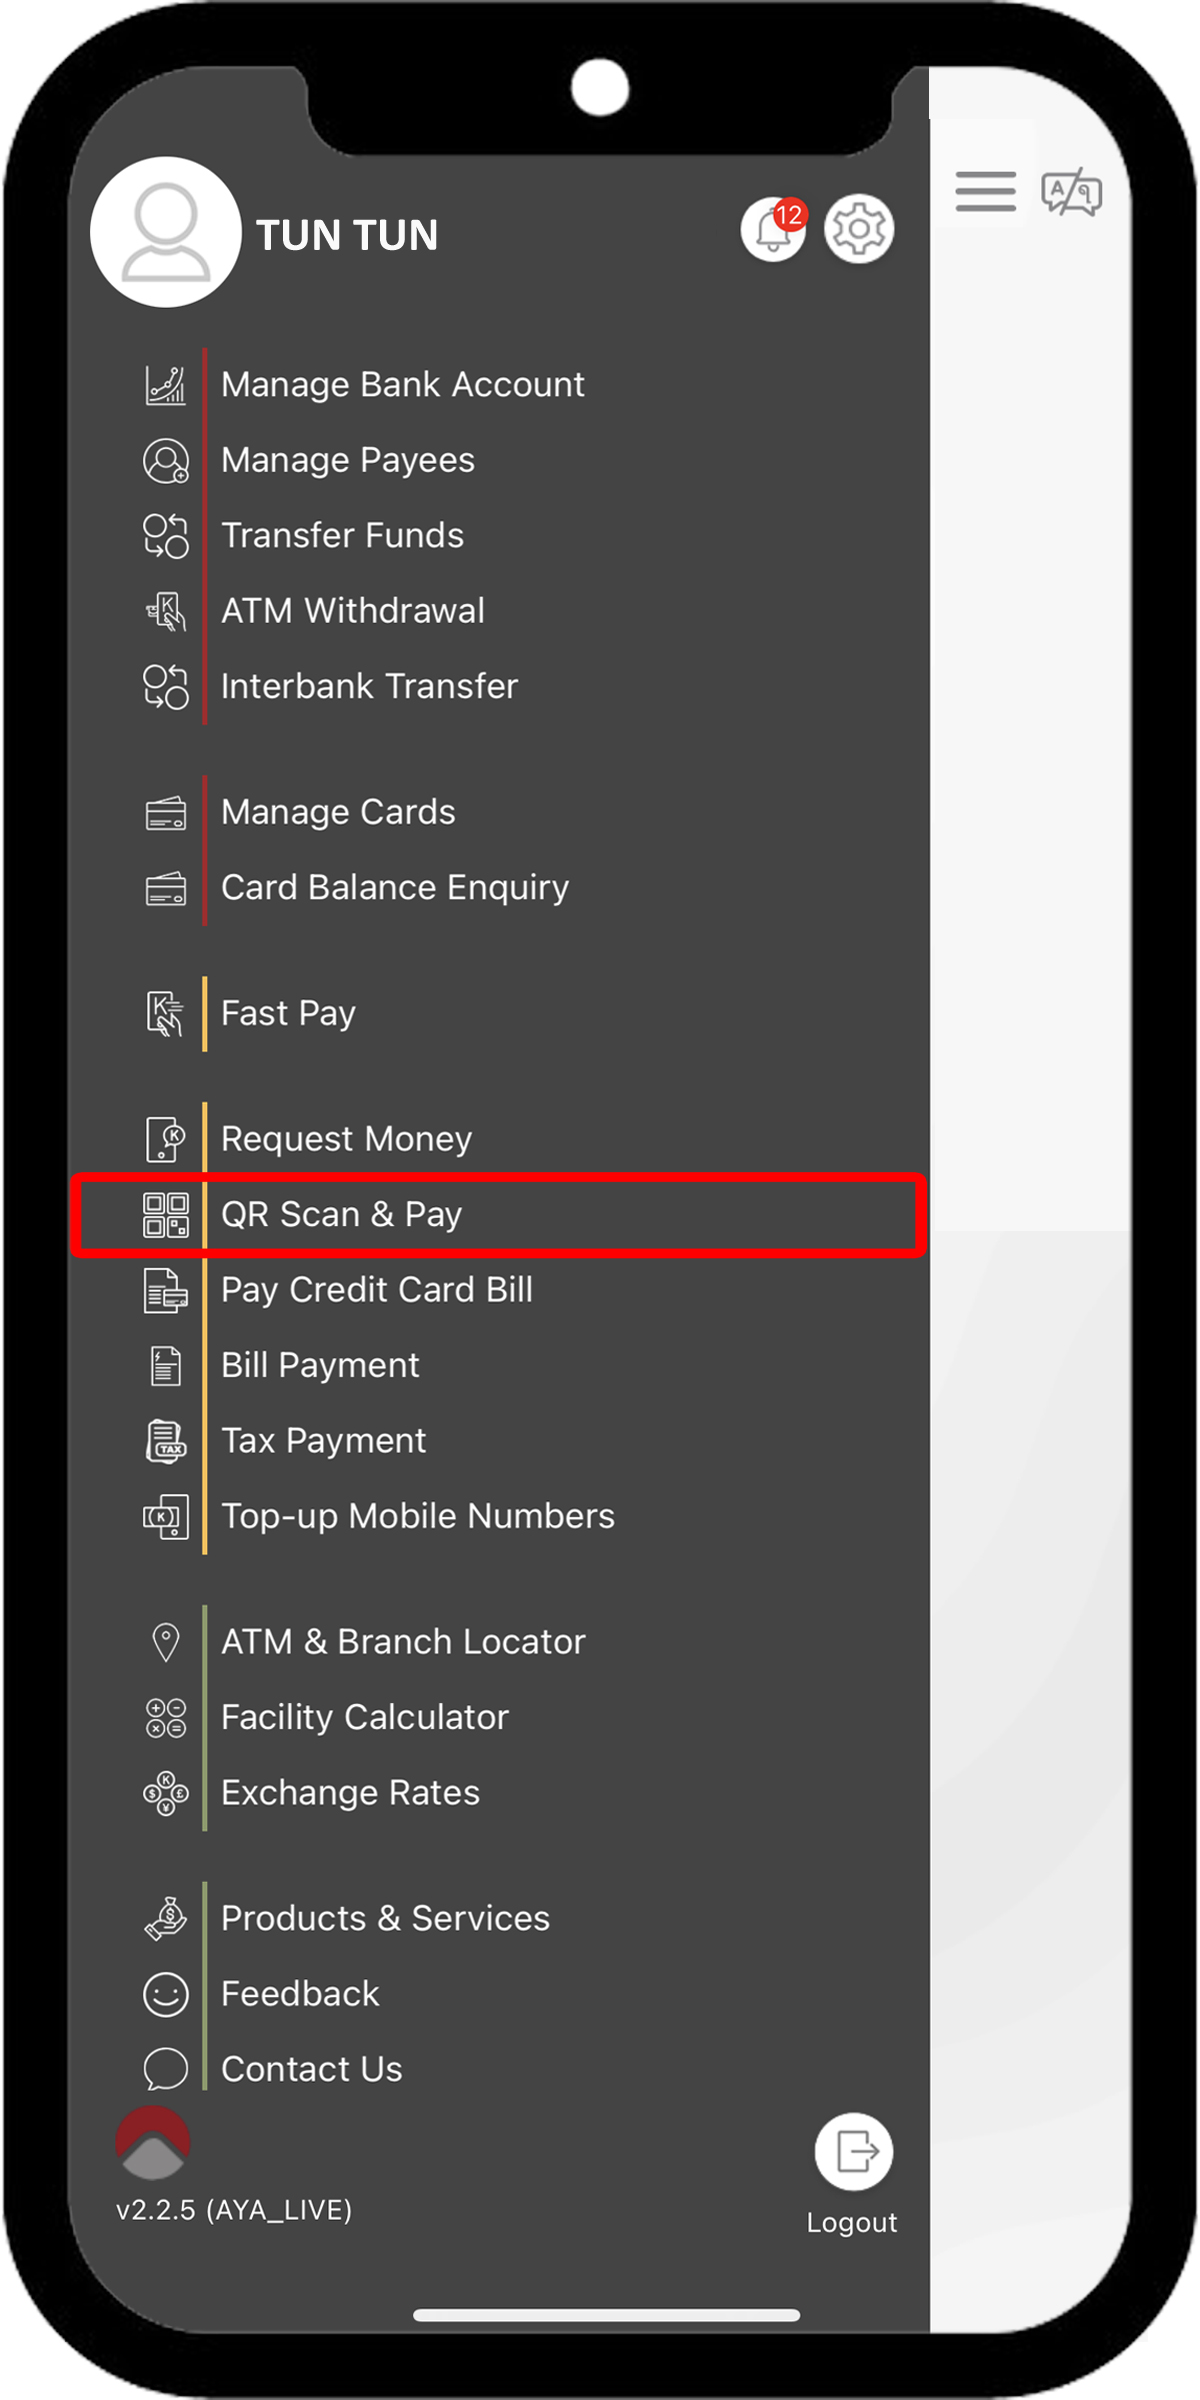 TUN TUN
12
Manage Bank Account
Manage Payees
Transfer Funds
ATM Withdrawal
Interbank Transfer
Manage Cards
Card Balance Enquiry
Fast Pay
Request Money
QR Scan & Pay
Pay Credit Card Bill
Bill Payment
TAX
Tax Payment
Top-up Mobile Numbers
ATM & Branch Locator
Facility Calculator
Exchange Rates
Products & Services
Feedback
Contact Us
v2.2.5 (AYA_LIVE)
Logout